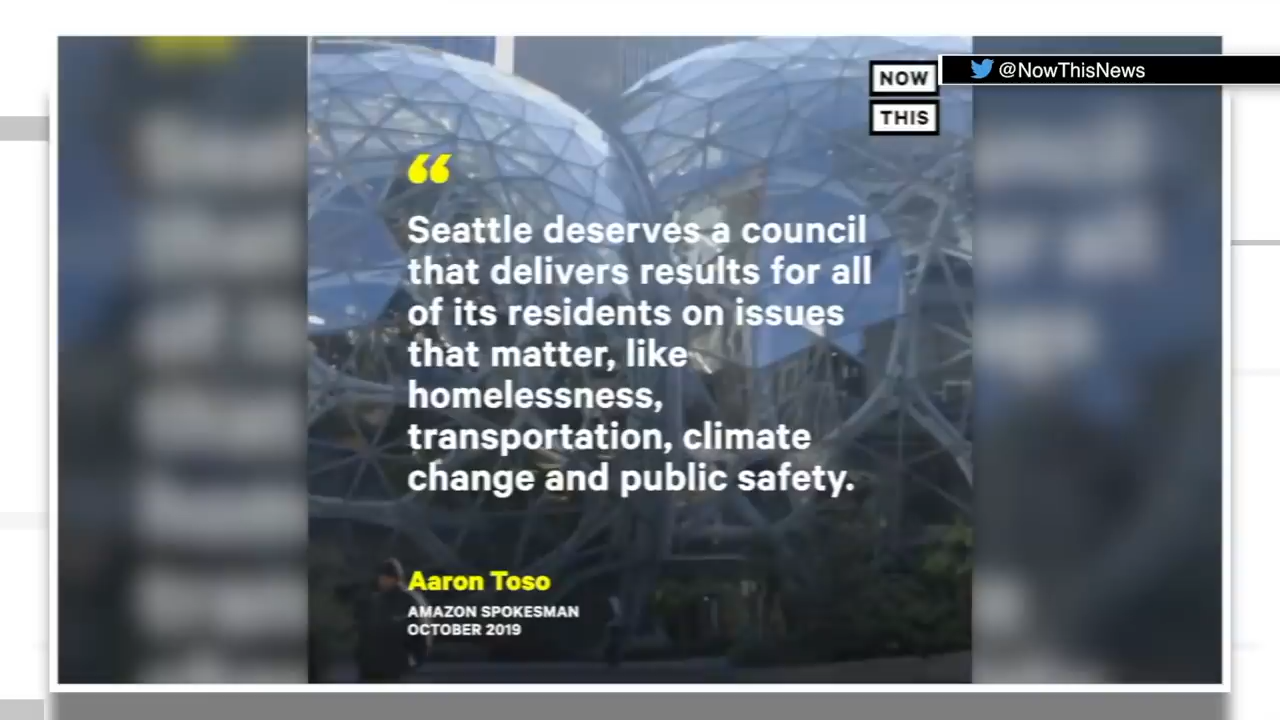 @NowThisNews
NOW
THIS
“
Seattle deserves a council
that delivers results for all
of its residents on issues
that matter, like
homelessness,
transportation, climate
change and public safety.
Aaron Toso
AMAZON SPOKESMAN
OCTOBER 2019